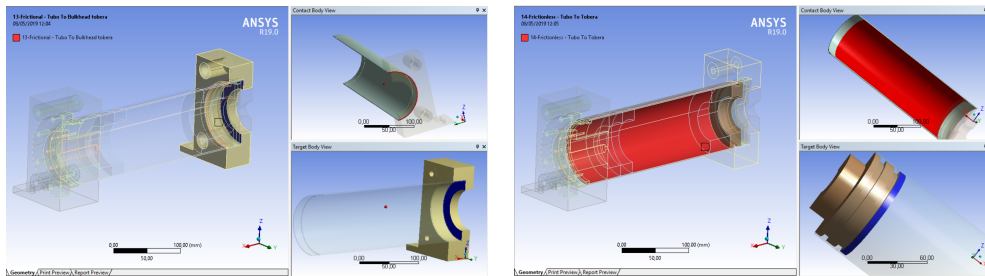 13-Frictional - Tubo To Bulkhead tobera
08/05/2019 12:04
13-Frictional - Tubo To Bulkhead tobera
ANSYS
R19.0
0,00
100,00 (mm)
50,00
X
Y
Z
Geometry Print Preview Report Preview
Contact Body View
0,00
100,00
50,00
Z
Y
Target Body View
0,00
100,00
50,00
Z
Y
14-Frictionless - Tubo To Tobera
08/05/2019 12:05
14-Frictionless - Tubo To Tobera
ANSYS
R19.0
0,00
100,00 (mm)
50,00
X
Y
Z
Geometry Print Preview Report Preview
Contact Body View
0,00
100,00
50,00
Target Body View
0,00
60,00
30,00
Z